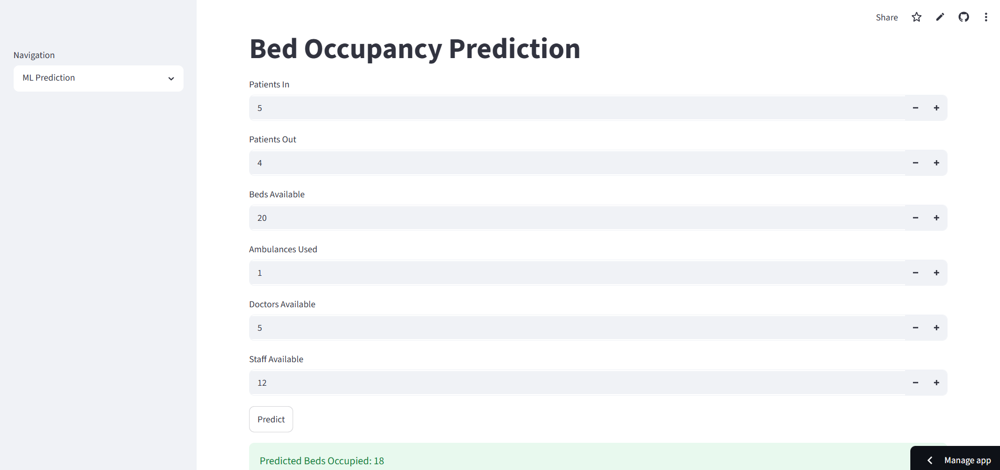 Share
Navigation
ML Prediction
Bed Occupancy Prediction
Patients In
5
Patients Out
4
Beds Available
20
Ambulances Used
1
Doctors Available
5
Staff Available
12
Predict
Predicted Beds Occupied: 18
Manage app